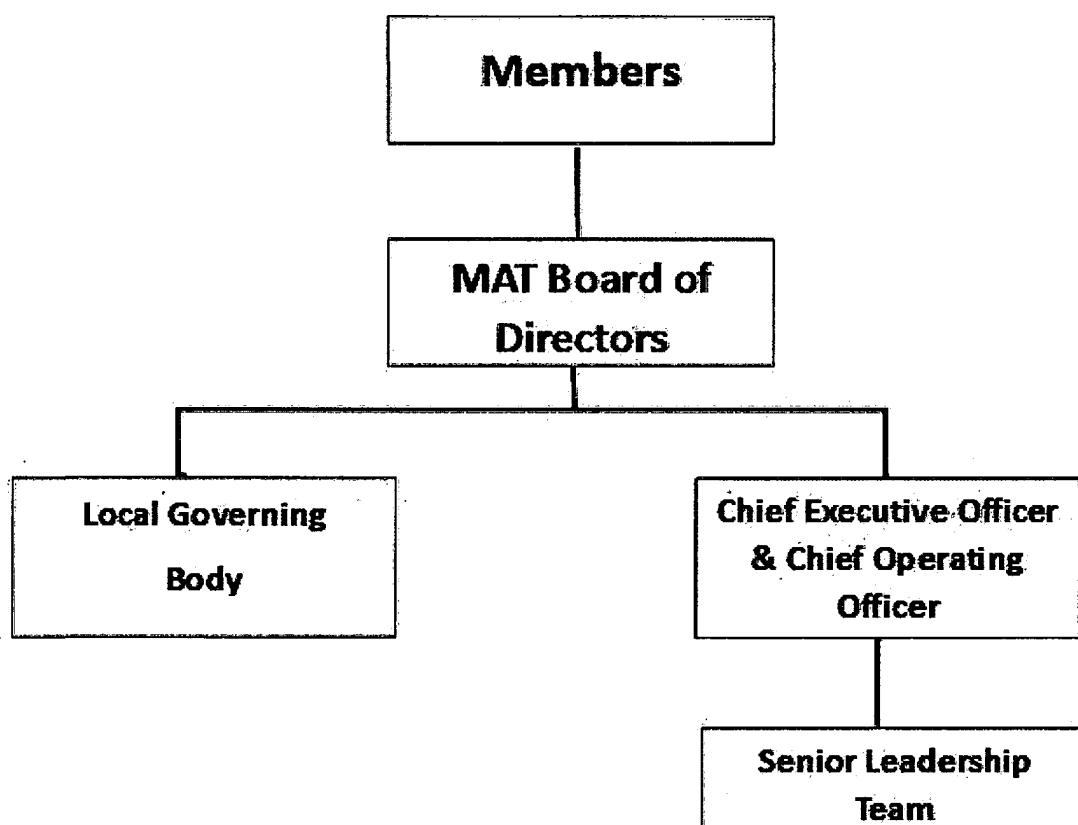 Members
MAT Board of
Directors
Local Governing
Body
Chief Executive Officer
& Chief Operating
Officer
Senior Leadership
Team